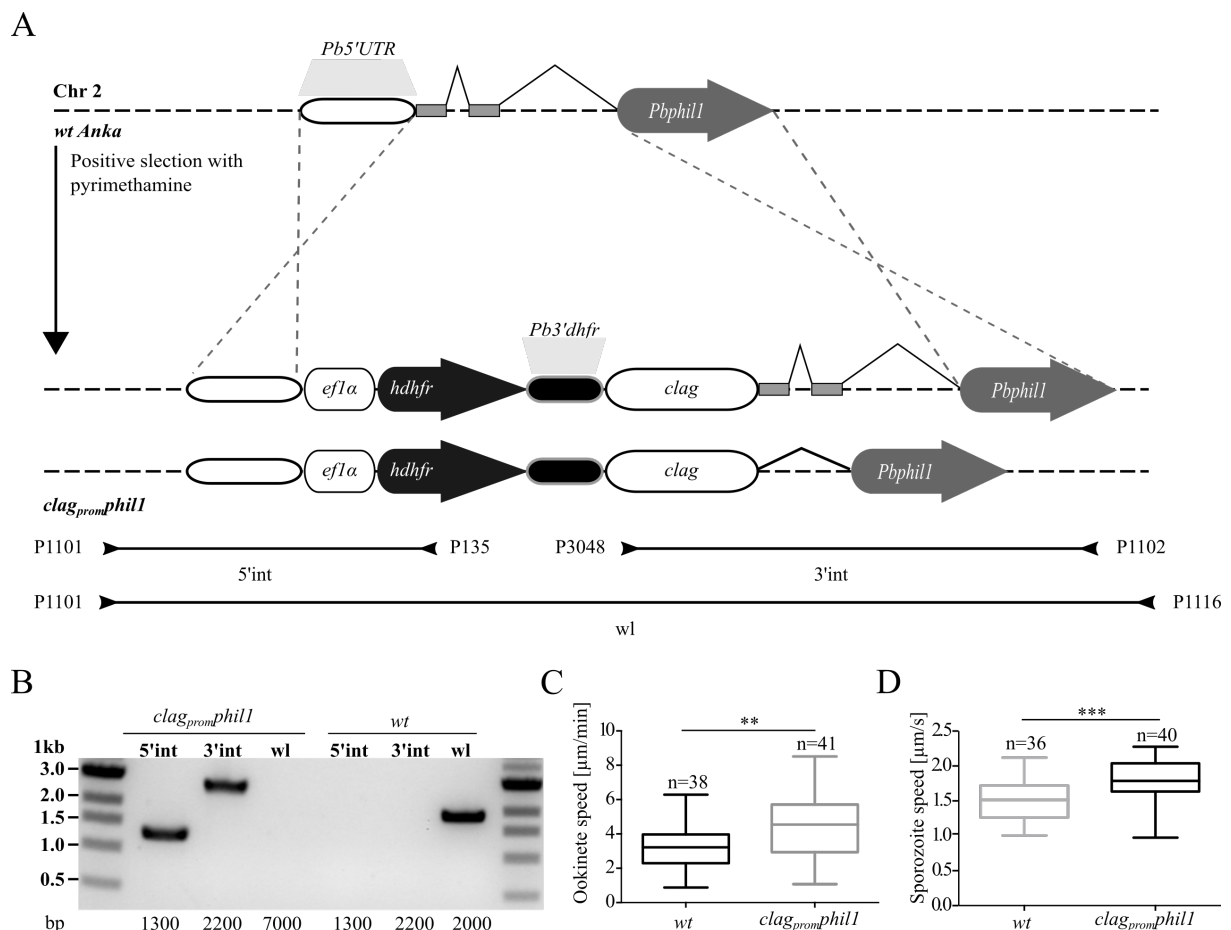 A
Pb5'UTR
Chr 2
Pbphil1
wt Anka
Positive slection with
pyrimethamine
Pb3'dhfr
ef1α hdhfr clag Pbphil1
ef1α hdhfr clag Pbphil1
clagpromphil1
P1101 P135 P3048 P1102
5'int 3'int
P1101 P1116
wl
B
clagpromphil1 wt
1kb 5'int 3'int wl 5'int 3'int wl
3.0
2.0
1.5
1.0
0.5
bp 1300 2200 7000 1300 2200 2000
C
Ookinete speed [µm/min]
10
8
6
4
2
0
**
n=38
n=41
wt clagpromphil1
D
Sporozoite speed [µm/s]
2.5
2.0
1.5
1.0
0.5
0.0
***
n=36
n=40
wt clagpromphil1